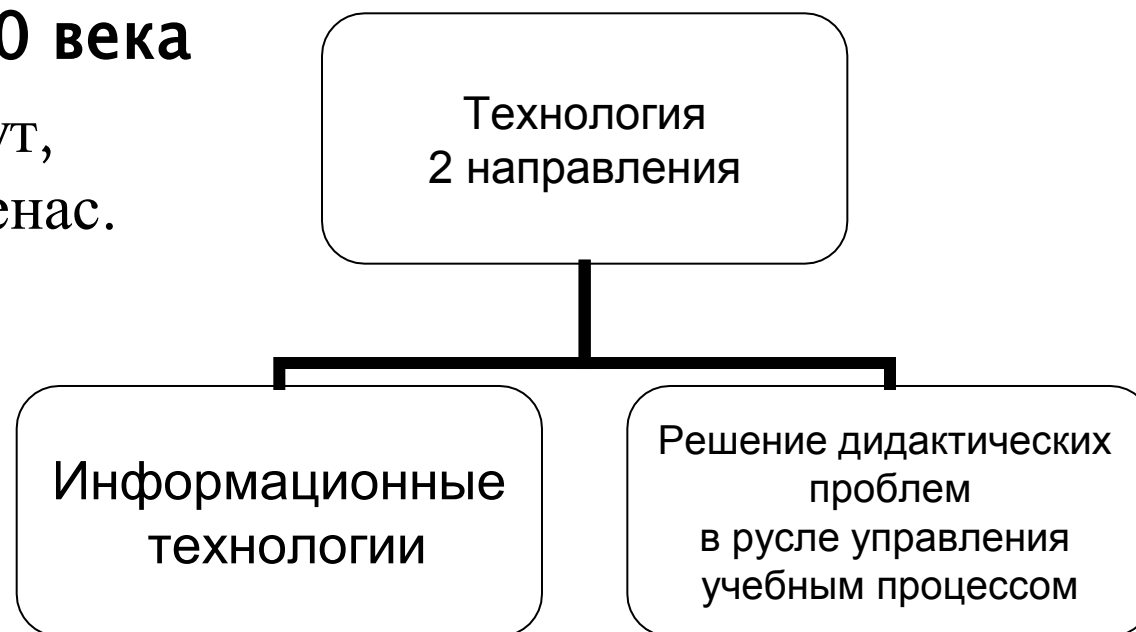 0 века
ут,
енас.
Технология
2 направления
Информационные
технологии
Решение дидактических
проблем
в русле управления
учебным процессом